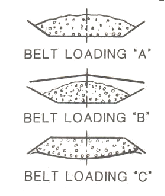 BELT LOADING "A"
BELT LOADING "B"
BELT LOADING "C"